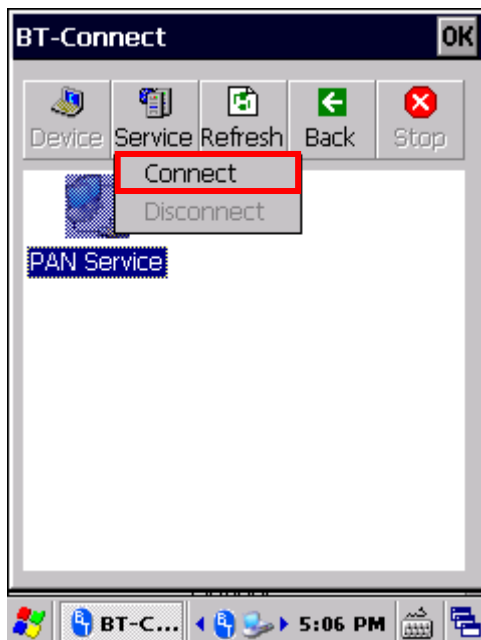 BT-Connect OK
Device Service Refresh Back Stop
Connect
Disconnect
PAN Service
BT-C... 5:06 PM